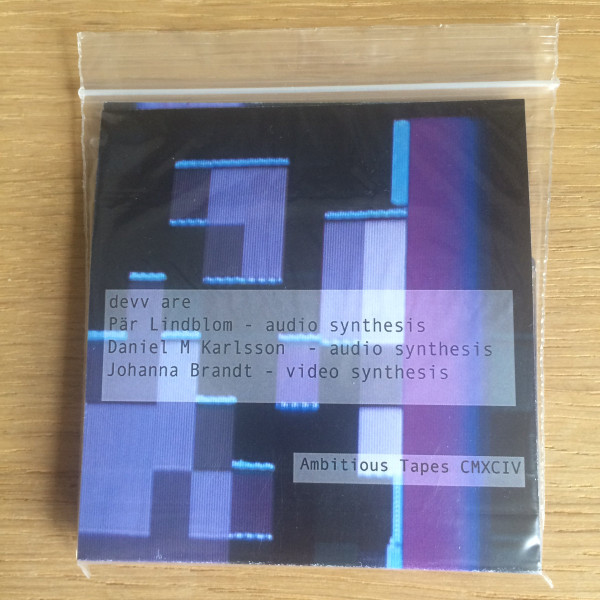 devv are
Pär Lindblom - audio synthesis
Daniel M Karlsson  - audio synthesis
Johanna Brandt - video synthesis
Ambitious Tapes CMXCIV